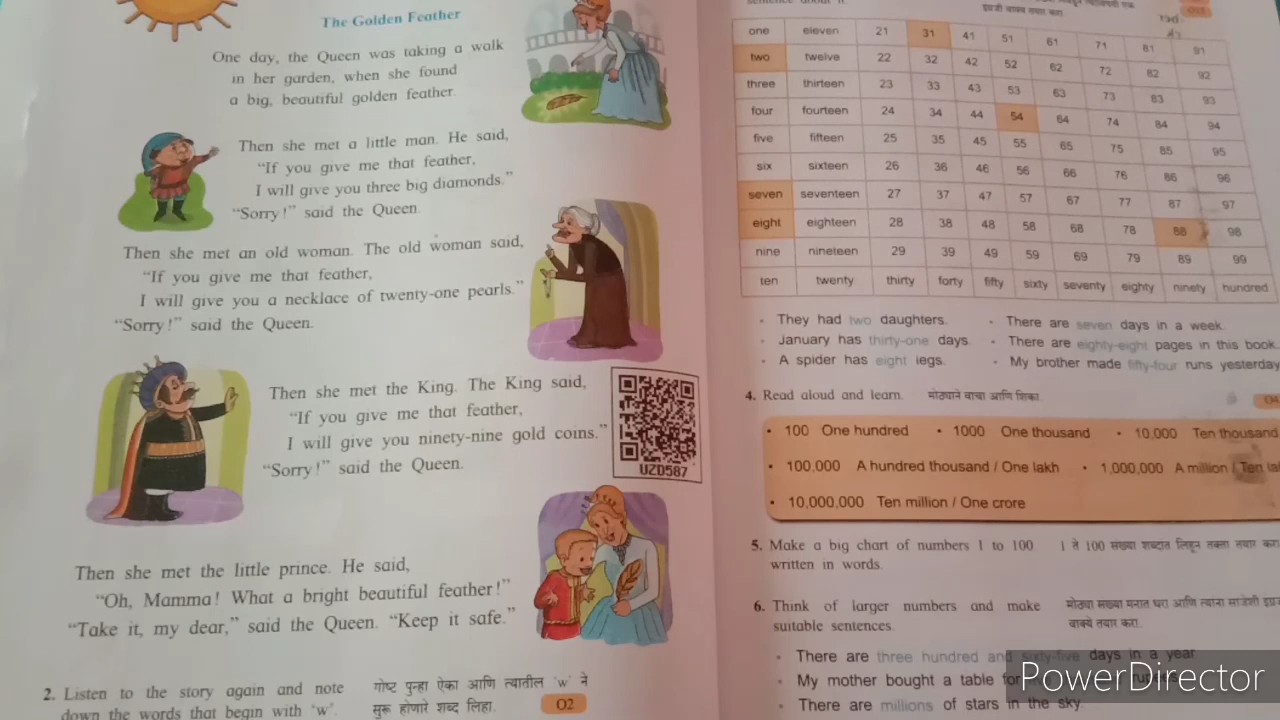 The Golden Feather
One day, the Queen was taking a walk
in her garden, when she found
a big, beautiful golden feather.
Then she met a little man. He said,
“If you give me that feather,
I will give you three big diamonds.”
“Sorry!” said the Queen.
Then she met an old woman. The old woman said,
“If you give me that feather,
I will give you a necklace of twenty-one pearls.”
“Sorry!” said the Queen.
Then she met the King. The King said,
“If you give me that feather,
I will give you ninety-nine gold coins.”
“Sorry!” said the Queen.
UZD587
Then she met the little prince. He said,
“Oh, Mamma! What a bright beautiful feather!”
“Take it, my dear,” said the Queen. “Keep it safe.”
2. Listen to the story again and note
down the words that begin with ‘w’.
गोष्ट पुन्हा ऐका आणि त्यातील ‘w’ ने
सुरू होणारे शब्द लिहा.
O2
sentence about it.
इंग्रजी वाक्य तयार करा.
one eleven 21 31 41 51 61 71 81 91
two twelve 22 32 42 52 62 72 82 92
three thirteen 23 33 43 53 63 73 83 93
four fourteen 24 34 44 54 64 74 84 94
five fifteen 25 35 45 55 65 75 85 95
six sixteen 26 36 46 56 66 76 86 96
seven seventeen 27 37 47 57 67 77 87 97
eight eighteen 28 38 48 58 68 78 88 98
nine nineteen 29 39 49 59 69 79 89 99
ten twenty thirty forty fifty sixty seventy eighty ninety hundred
• They had two daughters.
• January has thirty-one days.
• A spider has eight legs.
• There are seven days in a week.
• There are eighty-eight pages in this book.
• My brother made fifty-four runs yesterday
4. Read aloud and learn. मोठ्याने वाचा आणि शिका.
• 100 One hundred • 1000 One thousand • 10,000 Ten thousand
• 100,000 A hundred thousand / One lakh • 1,000,000 A million / Ten la
• 10,000,000 Ten million / One crore
5. Make a big chart of numbers 1 to 100
written in words.
1 ते 100 संख्या शब्दात लिहून तक्ता तयार करा
6. Think of larger numbers and make
suitable sentences.
मोठ्या संख्या मनात धरा आणि त्यांना साजेशी
वाक्ये तयार करा.
• There are three hundred and sixty-five days in a year
• My mother bought a table for
• There are millions of stars in the sky.
PowerDirector